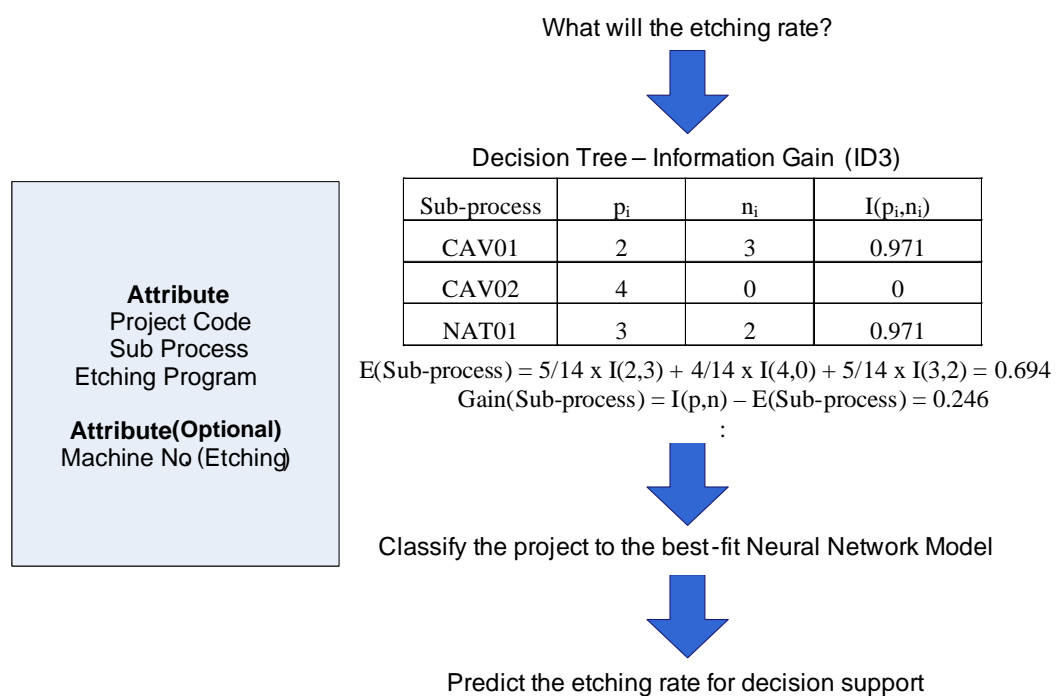 What will the etching rate?
Decision Tree – Information Gain (ID3)
Sub-process pi ni I(pi,ni)
CAV01 2 3 0.971
CAV02 4 0 0
NAT01 3 2 0.971
E(Sub-process) = 5/14 x I(2,3) + 4/14 x I(4,0) + 5/14 x I(3,2) = 0.694
Gain(Sub-process) = I(p,n) – E(Sub-process) = 0.246
:
Attribute
Project Code
Sub Process
Etching Program
Attribute(Optional)
Machine No. (Etching)
Classify the project to the best-fit Neural Network Model
Predict the etching rate for decision support